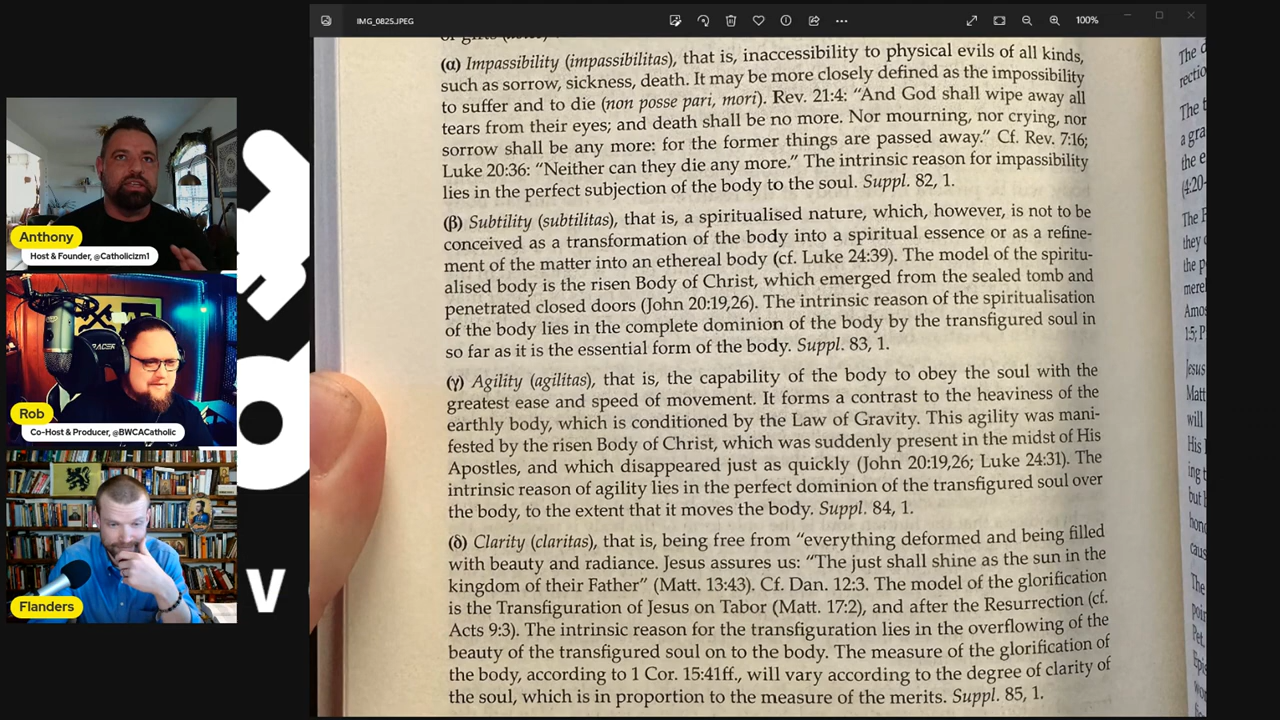 IMG_0825.JPEG
100%
(α) Impassibility (impassibilitas), that is, inaccessibility to physical evils of all kinds,
such as sorrow, sickness, death. It may be more closely defined as the impossibility
to suffer and to die (non posse pari, mori). Rev. 21:4: “And God shall wipe away all
tears from their eyes; and death shall be no more. Nor mourning, nor crying, nor
sorrow shall be any more: for the former things are passed away.” Cf. Rev. 7:16;
Luke 20:36: “Neither can they die any more.” The intrinsic reason for impassibility
lies in the perfect subjection of the body to the soul. Suppl. 82, 1.
(β) Subtility (subtilitas), that is, a spiritualised nature, which, however, is not to be
conceived as a transformation of the body into a spiritual essence or as a refine-
ment of the matter into an ethereal body (cf. Luke 24:39). The model of the spiritu-
alised body is the risen Body of Christ, which emerged from the sealed tomb and
penetrated closed doors (John 20:19,26). The intrinsic reason of the spiritualisation
of the body lies in the complete dominion of the body by the transfigured soul in
so far as it is the essential form of the body. Suppl. 83, 1.
(γ) Agility (agilitas), that is, the capability of the body to obey the soul with the
greatest ease and speed of movement. It forms a contrast to the heaviness of the
earthly body, which is conditioned by the Law of Gravity. This agility was mani-
fested by the risen Body of Christ, which was suddenly present in the midst of His
Apostles, and which disappeared just as quickly (John 20:19,26; Luke 24:31). The
intrinsic reason of agility lies in the perfect dominion of the transfigured soul over
the body, to the extent that it moves the body. Suppl. 84, 1.
(δ) Clarity (claritas), that is, being free from “everything deformed and being filled
with beauty and radiance. Jesus assures us: “The just shall shine as the sun in the
kingdom of their Father” (Matt. 13:43). Cf. Dan. 12:3. The model of the glorification
is the Transfiguration of Jesus on Tabor (Matt. 17:2), and after the Resurrection (cf.
Acts 9:3). The intrinsic reason for the transfiguration lies in the overflowing of the
beauty of the transfigured soul on to the body. The measure of the glorification of
the body, according to 1 Cor. 15:41ff., will vary according to the degree of clarity of
the soul, which is in proportion to the measure of the merits. Suppl. 85, 1.
Anthony
Host & Founder, @Catholicizm1
Rob
Co-Host & Producer, @BWCACatholic
Flanders
V
The
a gra
the e
(4:20-
they
the p
Jesus
Matt
will
ing t
but
The